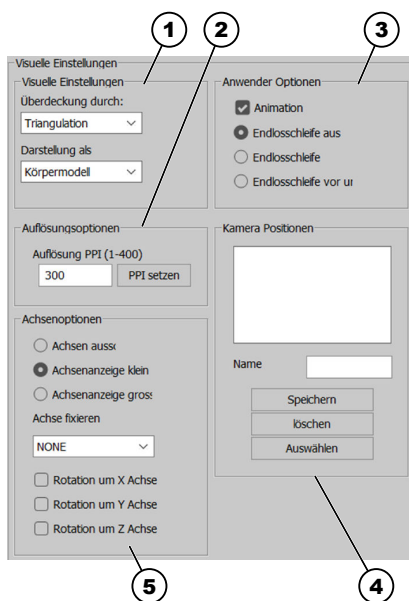 1
2
3
Visuelle Einstellungen
Visuelle Einstellungen
Überdeckung durch:
Triangulation
Darstellung als
Körpermodell
Anwender Optionen
Animation
Endlosschleife aus
Endlosschleife
Endlosschleife vor ur
Auflösungsoptionen
Auflösung PPI (1-400)
300 PPI setzen
Achsenoptionen
Achsen
Achsenanzeige klein
Achsenanzeige gross
Achse fixieren
NONE
Rotation um X Achse
Rotation um Y Achse
Rotation um Z Achse
Kamera Positionen
Name
Speichern
löschen
Auswählen
5
4